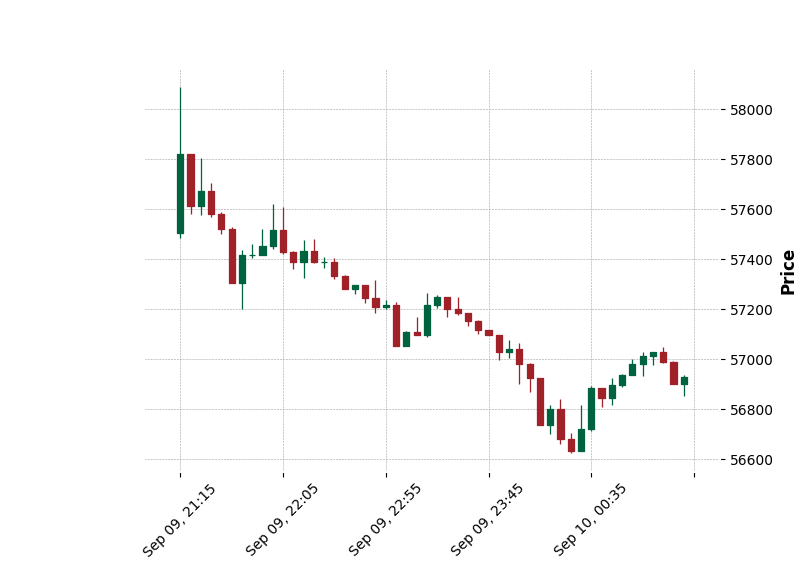 58000
57800
57600
57400
57200
57000
56800
56600
Price
Sep 09, 21:15
Sep 09, 22:05
Sep 09, 22:55
Sep 09, 23:45
Sep 10, 00:35